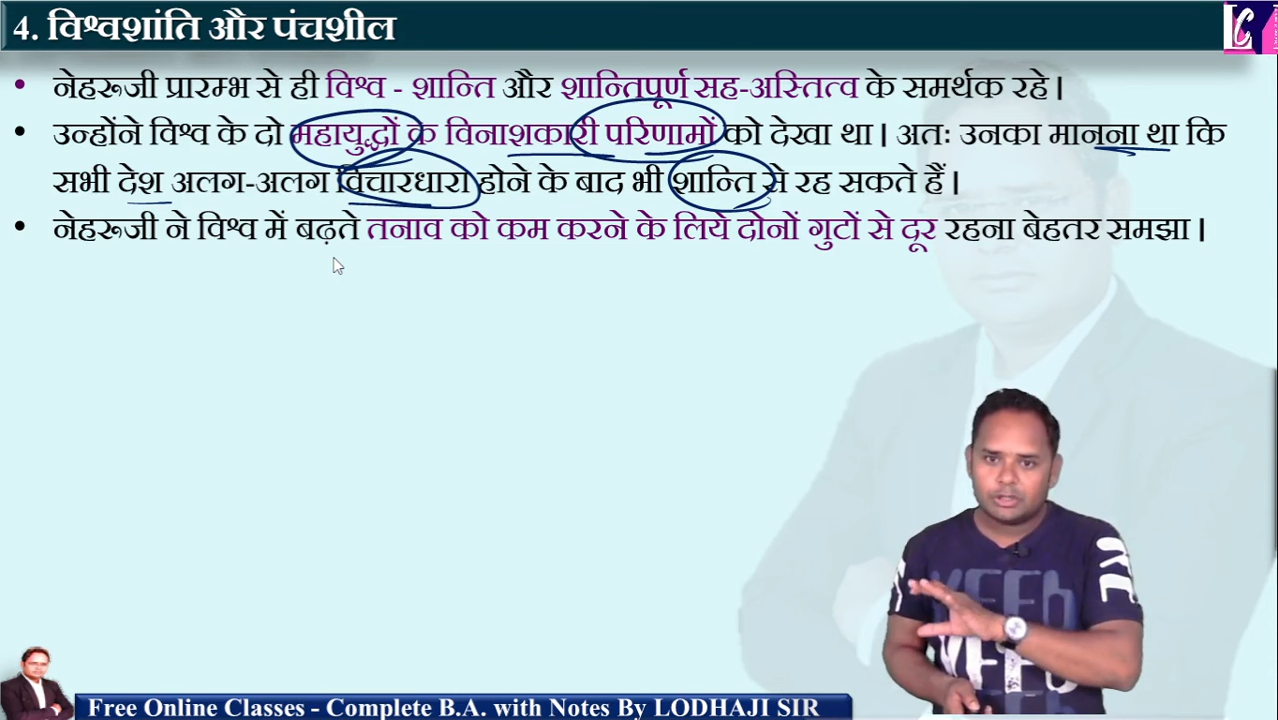 4. विश्वशांति और पंचशील
LC
• नेहरूजी प्रारम्भ से ही विश्व - शान्ति और शान्तिपूर्ण सह-अस्तित्व के समर्थक रहे ।
• उन्होंने विश्व के दो महायुद्धों के विनाशकारी परिणामों को देखा था । अतः उनका मानना था कि
सभी देश अलग-अलग विचारधारा होने के बाद भी शान्ति से रह सकते हैं ।
• नेहरूजी ने विश्व में बढ़ते तनाव को कम करने के लिये दोनों गुटों से दूर रहना बेहतर समझा ।
Free Online Classes - Complete B.A. with Notes By LODHAJI SIR